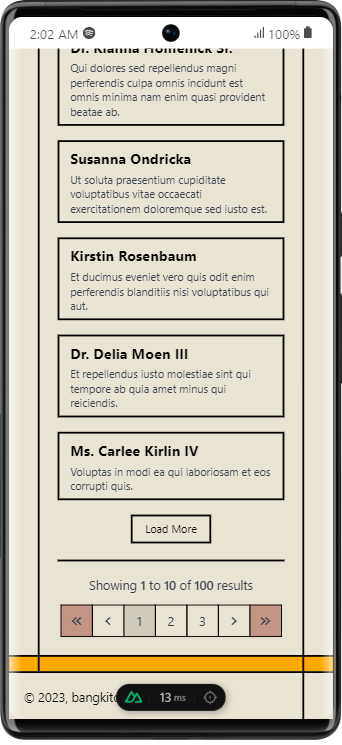 2:02 AM
100%
Dr. Kianna Homenick Sr.
Qui dolores sed repellendus magni
perferendis culpa omnis incidunt est
omnis minima nam enim quasi provident
beatae ab.
Susanna Ondricka
Ut soluta praesentium cupiditate
voluptatibus vitae occaecati
exercitationem doloremque sed iusto est.
Kirstin Rosenbaum
Et ducimus eveniet vero quis odit enim
perferendis blanditiis nisi voluptatibus qui
aut.
Dr. Delia Moen III
Et repellendus iusto molestiae sint qui
tempore ab quia amet minus qui
reiciendis.
Ms. Carlee Kirlin IV
Voluptas in modi ea qui laboriosam et eos
corrupti quis.
Load More
Showing 1 to 10 of 100 results
« ‹ 1 2 3 › »
© 2023, bangkito
13 ms